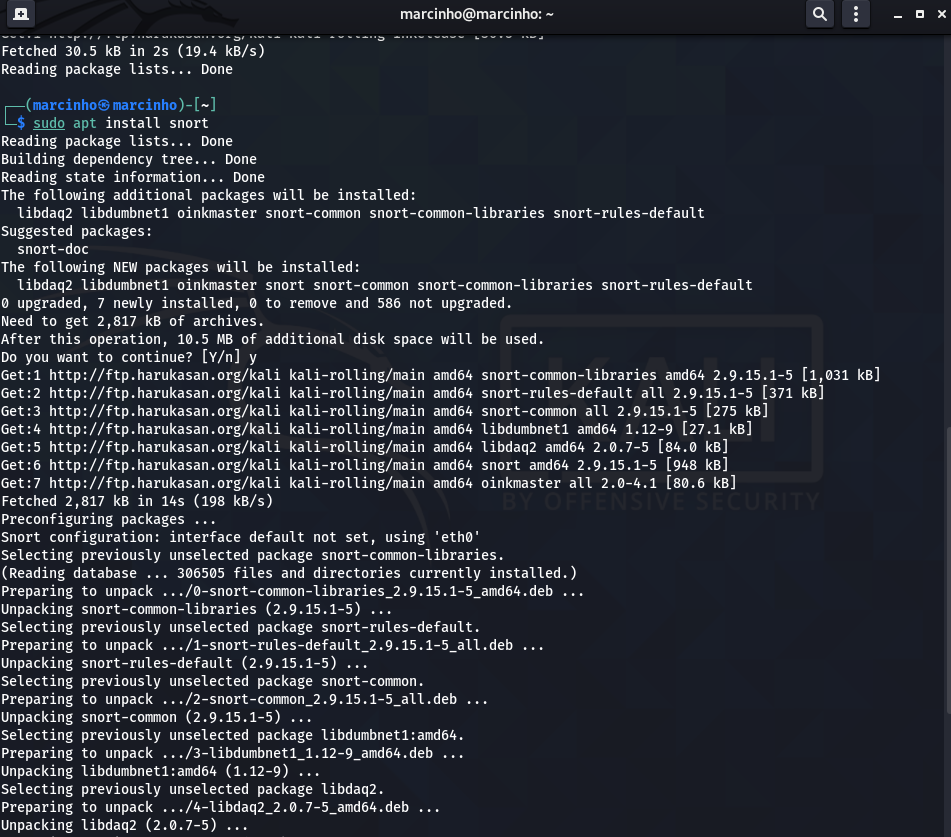 marcinho@marcinho: ~
Get:1 http://ftp.harukasan.org/kali kali-rolling InRelease [30.5 kB]
Fetched 30.5 kB in 2s (19.4 kB/s)
Reading package lists... Done
┌──(marcinho㉿marcinho)-[~]
└─$ sudo apt install snort
Reading package lists... Done
Building dependency tree... Done
Reading state information... Done
The following additional packages will be installed:
  libdaq2 libdumbnet1 oinkmaster snort-common snort-common-libraries snort-rules-default
Suggested packages:
  snort-doc
The following NEW packages will be installed:
  libdaq2 libdumbnet1 oinkmaster snort snort-common snort-common-libraries snort-rules-default
0 upgraded, 7 newly installed, 0 to remove and 586 not upgraded.
Need to get 2,817 kB of archives.
After this operation, 10.5 MB of additional disk space will be used.
Do you want to continue? [Y/n] y
Get:1 http://ftp.harukasan.org/kali kali-rolling/main amd64 snort-common-libraries amd64 2.9.15.1-5 [1,031 kB]
Get:2 http://ftp.harukasan.org/kali kali-rolling/main amd64 snort-rules-default all 2.9.15.1-5 [371 kB]
Get:3 http://ftp.harukasan.org/kali kali-rolling/main amd64 snort-common all 2.9.15.1-5 [275 kB]
Get:4 http://ftp.harukasan.org/kali kali-rolling/main amd64 libdumbnet1 amd64 1.12-9 [27.1 kB]
Get:5 http://ftp.harukasan.org/kali kali-rolling/main amd64 libdaq2 amd64 2.0.7-5 [84.0 kB]
Get:6 http://ftp.harukasan.org/kali kali-rolling/main amd64 snort amd64 2.9.15.1-5 [948 kB]
Get:7 http://ftp.harukasan.org/kali kali-rolling/main amd64 oinkmaster all 2.0-4.1 [80.6 kB]
Fetched 2,817 kB in 14s (198 kB/s)
Preconfiguring packages ...
Snort configuration: interface default not set, using 'eth0'
Selecting previously unselected package snort-common-libraries.
(Reading database ... 306505 files and directories currently installed.)
Preparing to unpack .../0-snort-common-libraries_2.9.15.1-5_amd64.deb ...
Unpacking snort-common-libraries (2.9.15.1-5) ...
Selecting previously unselected package snort-rules-default.
Preparing to unpack .../1-snort-rules-default_2.9.15.1-5_all.deb ...
Unpacking snort-rules-default (2.9.15.1-5) ...
Selecting previously unselected package snort-common.
Preparing to unpack .../2-snort-common_2.9.15.1-5_all.deb ...
Unpacking snort-common (2.9.15.1-5) ...
Selecting previously unselected package libdumbnet1:amd64.
Preparing to unpack .../3-libdumbnet1_1.12-9_amd64.deb ...
Unpacking libdumbnet1:amd64 (1.12-9) ...
Selecting previously unselected package libdaq2.
Preparing to unpack .../4-libdaq2_2.0.7-5_amd64.deb ...
Unpacking libdaq2 (2.0.7-5) ...
KALI
BY OFFENSIVE SECURITY